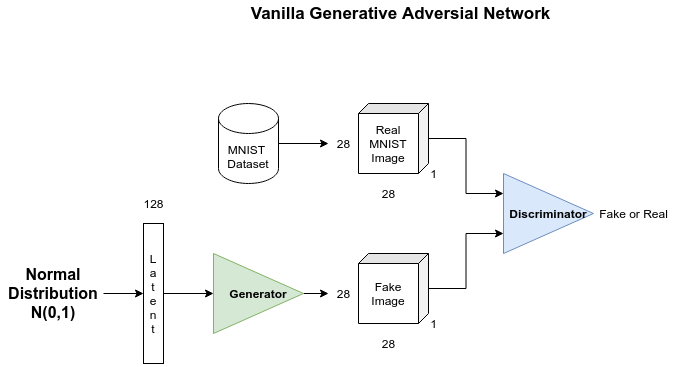 Vanilla Generative Adversial Network
MNIST
Dataset
28
Real
MNIST
Image
1
28
128
Latent
Normal
Distribution
N(0,1)
Generator
28
Fake
Image
1
28
Discriminator
Fake or Real